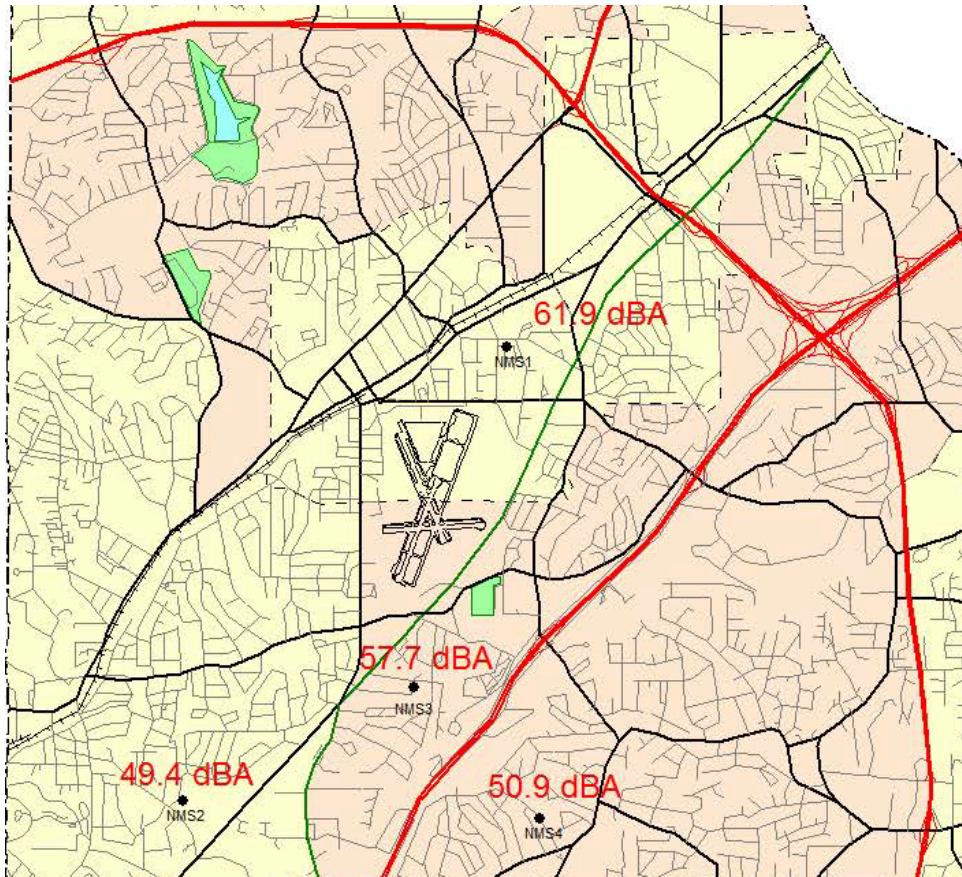 61.9 dBA
NMS1
57.7 dBA
NMS3
49.4 dBA
NMS2
50.9 dBA
NMS4